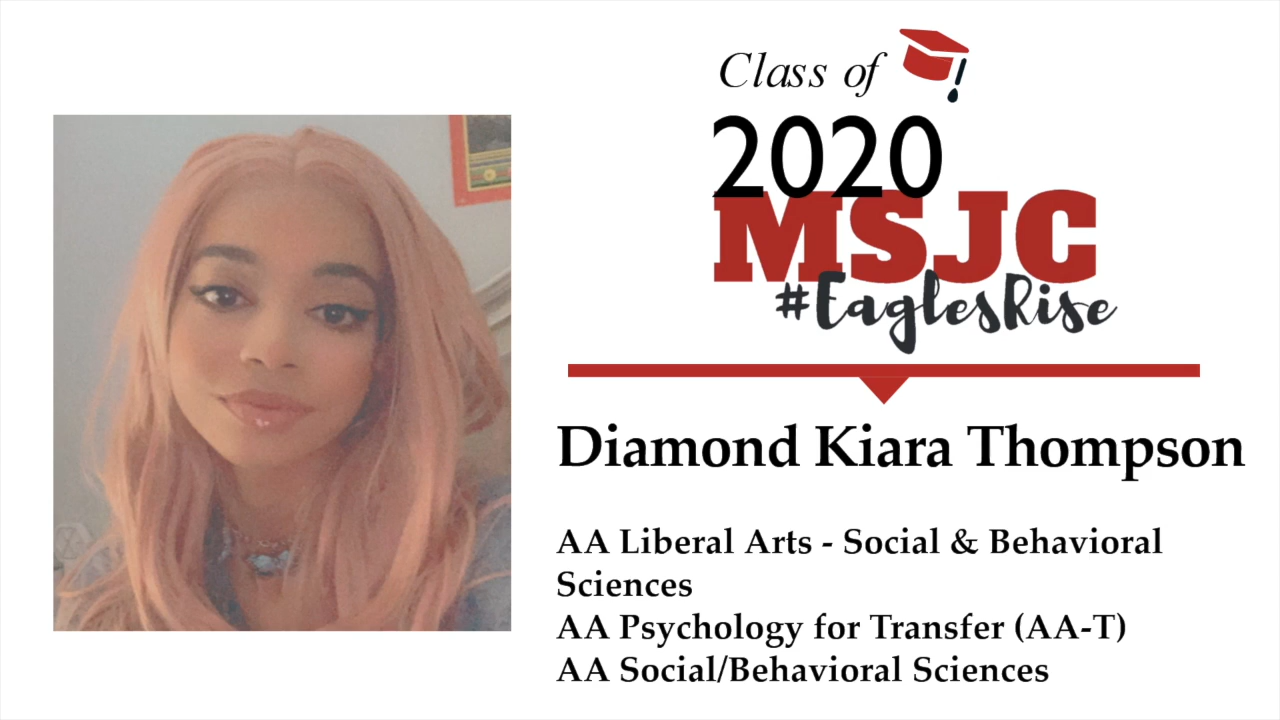 Class of
2020
MSJC
#EaglesRise
Diamond Kiara Thompson
AA Liberal Arts - Social & Behavioral
Sciences
AA Psychology for Transfer (AA-T)
AA Social/Behavioral Sciences